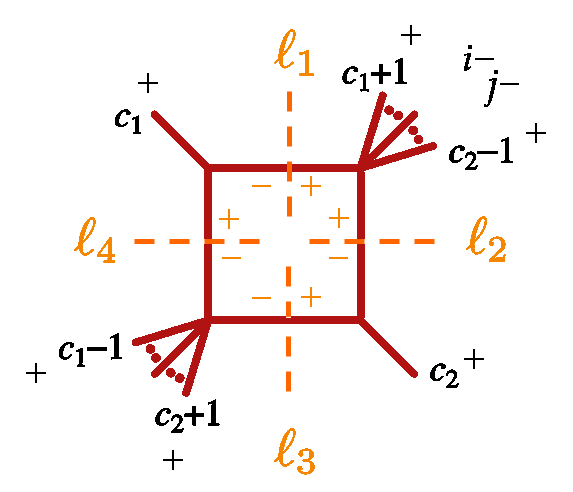 ℓ₁
+
i−
j−
c₁+1
+
c₁
c₂−1 +
− +
+ +
ℓ₄
ℓ₂
− −
− +
c₁−1
+
c₂ +
c₂+1
+
ℓ₃